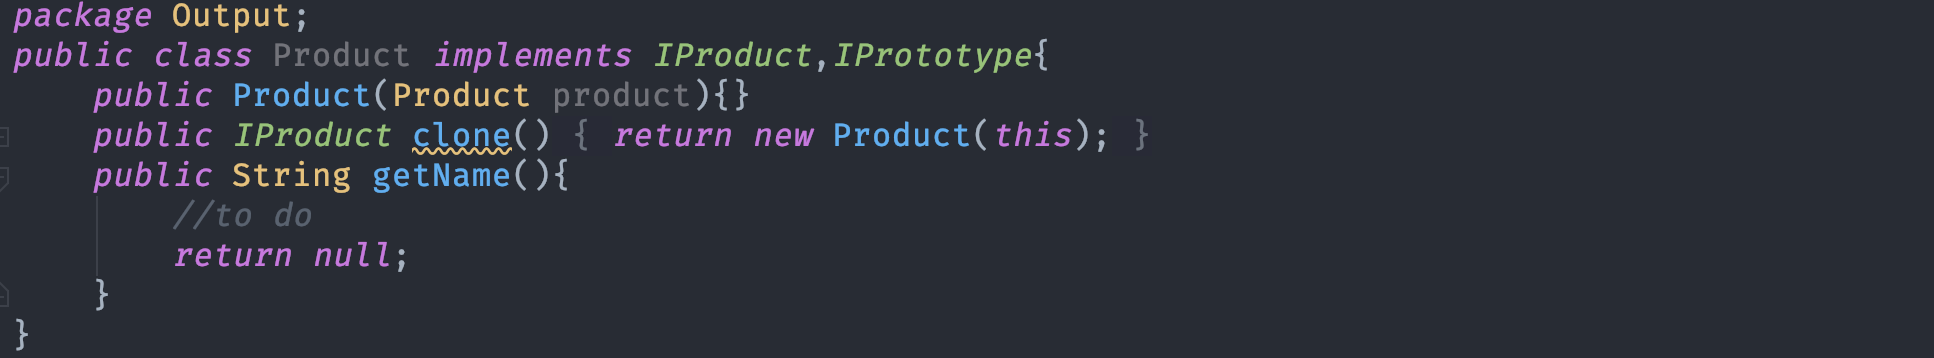 package Output;
public class Product implements IProduct,IPrototype{
    public Product(Product product){}
    public IProduct clone() { return new Product(this); }
    public String getName(){
        //to do
        return null;
    }
}